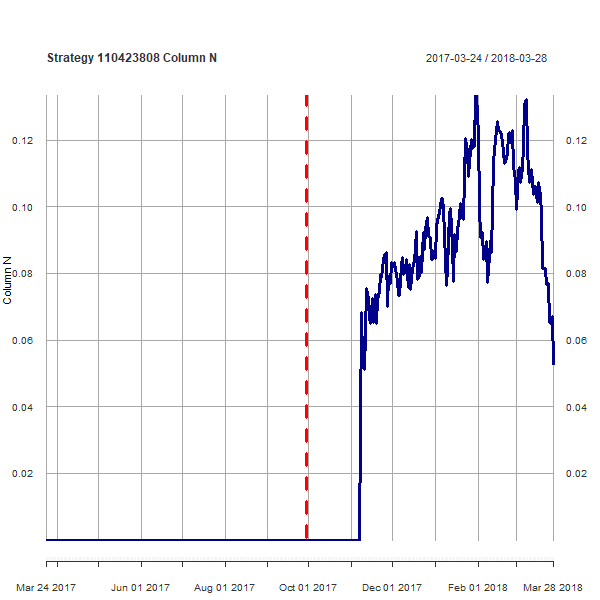 Strategy 110423808 Column N
2017-03-24 / 2018-03-28
0.12
0.12
0.10
0.10
0.08
0.08
Column N
0.06
0.06
0.04
0.04
0.02
0.02
Mar 24 2017
Jun 01 2017
Aug 01 2017
Oct 01 2017
Dec 01 2017
Feb 01 2018
Mar 28 2018